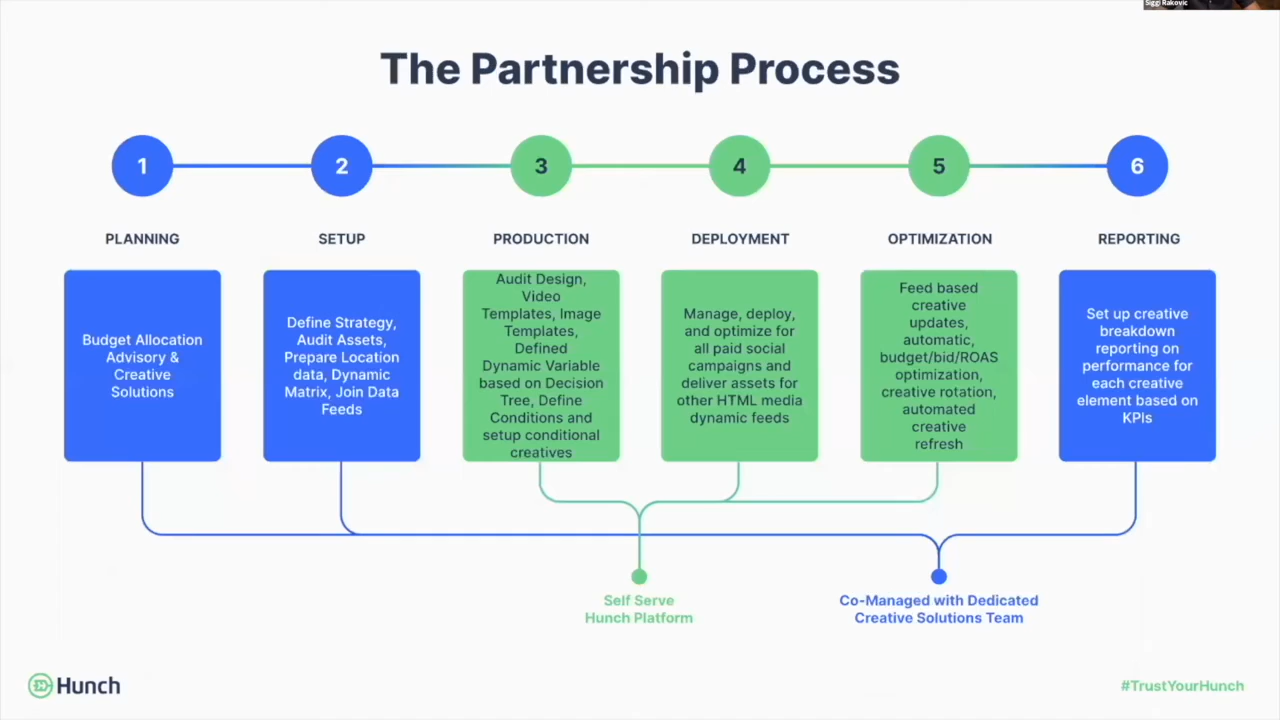 Siggi Rakovic
The Partnership Process
1
2
3
4
5
6
PLANNING
SETUP
PRODUCTION
DEPLOYMENT
OPTIMIZATION
REPORTING
Budget Allocation
Advisory &
Creative
Solutions
Define Strategy,
Audit Assets,
Prepare Location
data, Dynamic
Matrix, Join Data
Feeds
Audit Design,
Video
Templates, Image
Templates,
Defined
Dynamic Variable
based on Decision
Tree, Define
Conditions and
setup conditional
creatives
Manage, deploy,
and optimize for
all paid social
campaigns and
deliver assets for
other HTML media
dynamic feeds
Feed based
creative
updates,
automatic,
budget/bid/ROAS
optimization,
creative rotation,
automated
creative
refresh
Set up creative
breakdown
reporting on
performance for
each creative
element based on
KPIs
Self Serve
Hunch Platform
Co-Managed with Dedicated
Creative Solutions Team
Hunch
#TrustYourHunch